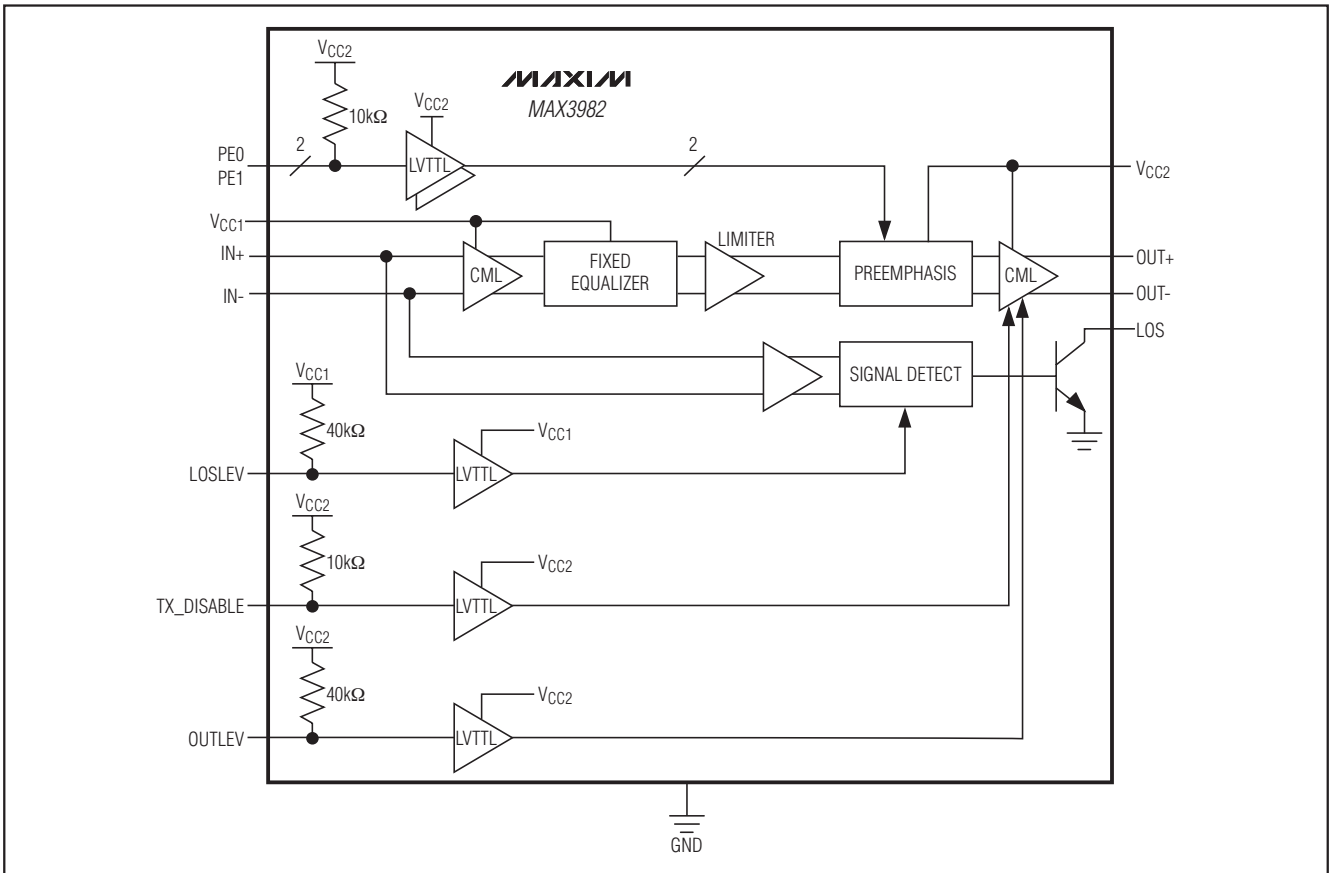 VCC2
MAXIM
MAX3982
10kΩ
VCC2
PE0
PE1
2
LVTTL
2
VCC2
VCC1
IN+
IN-
CML
FIXED
EQUALIZER
LIMITER
PREEMPHASIS
CML
OUT+
OUT-
LOS
SIGNAL DETECT
VCC1
40kΩ
VCC1
LOSLEV
LVTTL
VCC2
10kΩ
VCC2
TX_DISABLE
LVTTL
VCC2
40kΩ
VCC2
OUTLEV
LVTTL
GND